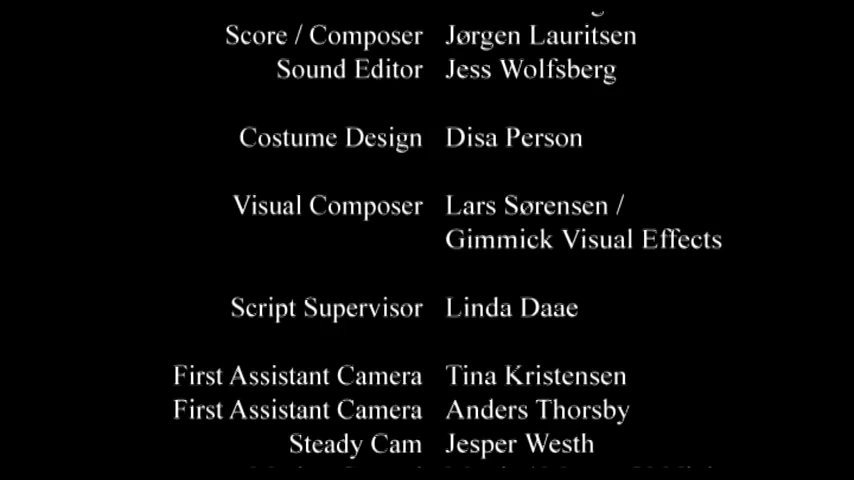 Score / Composer Jørgen Lauritsen
Sound Editor Jess Wolfsberg
Costume Design Disa Person
Visual Composer Lars Sørensen /
Gimmick Visual Effects
Script Supervisor Linda Daae
First Assistant Camera Tina Kristensen
First Assistant Camera Anders Thorsby
Steady Cam Jesper Westh